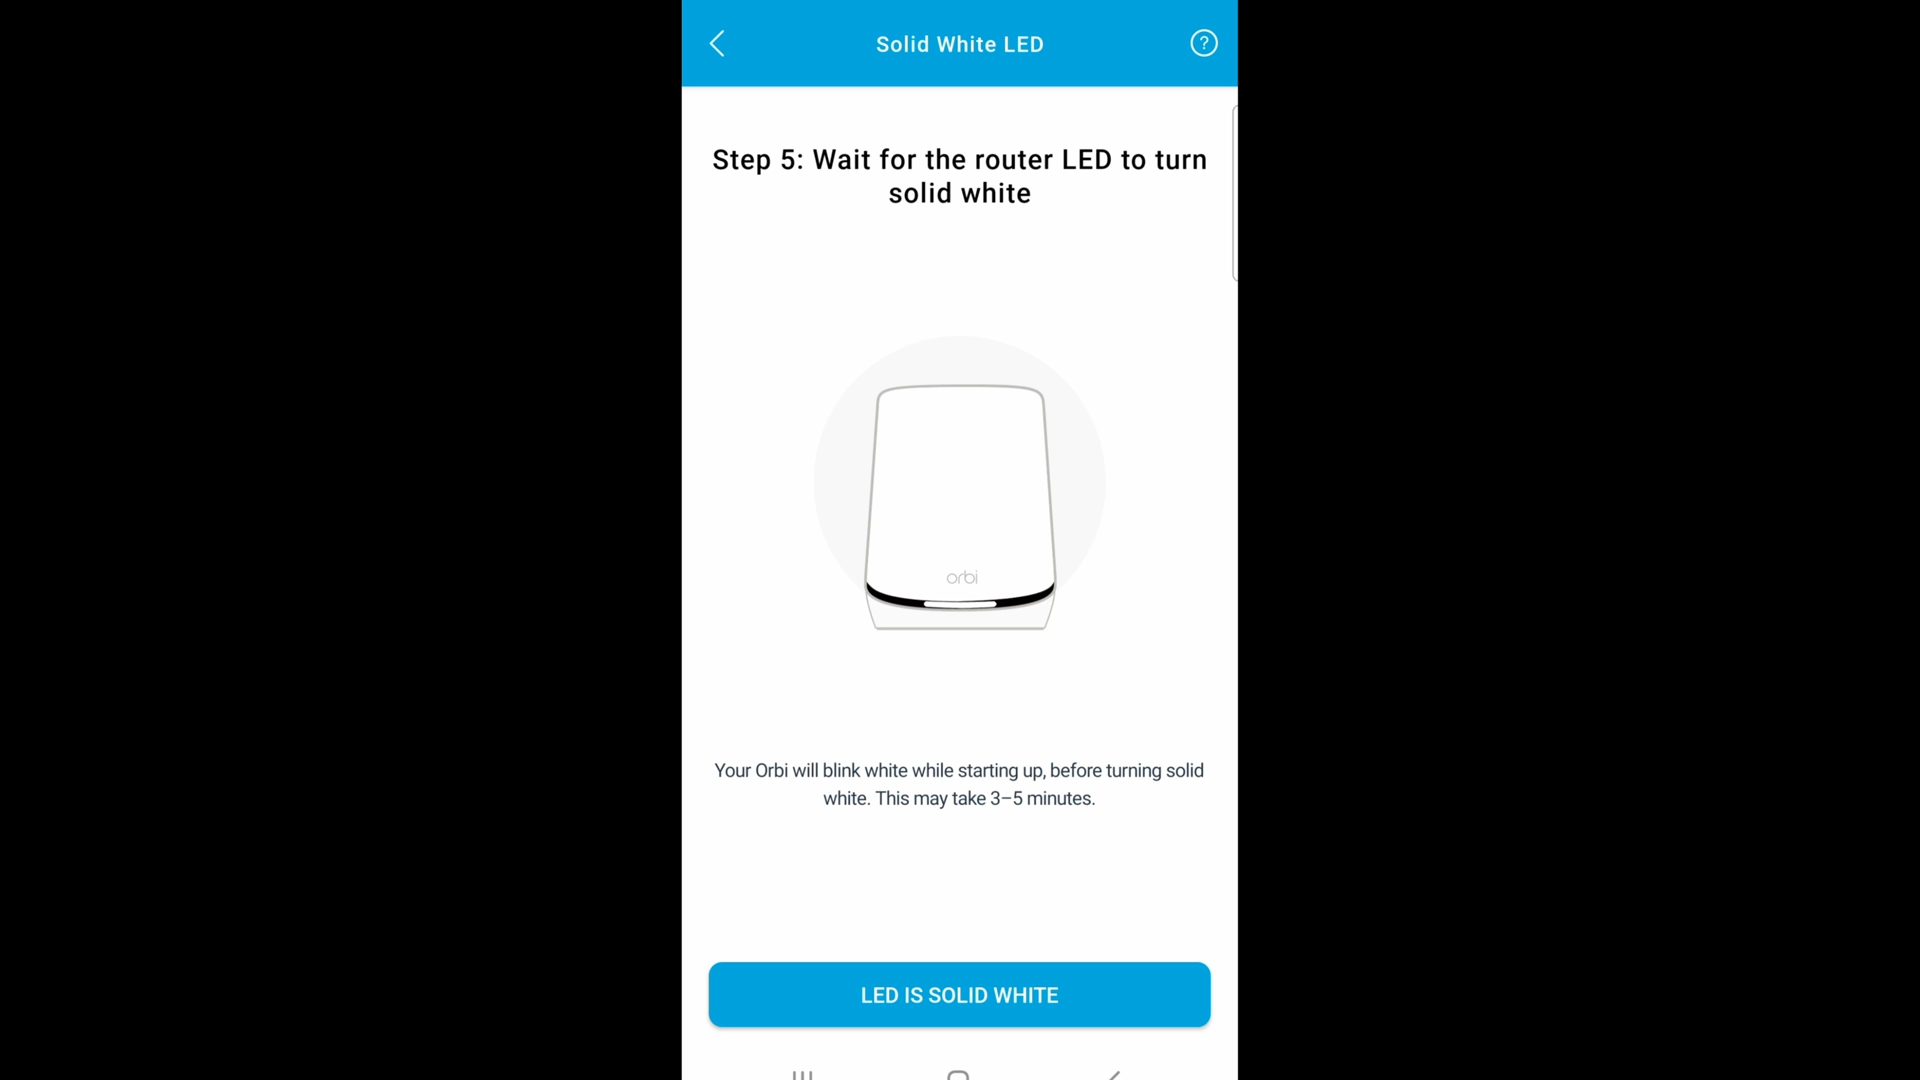 Solid White LED
?
Step 5: Wait for the router LED to turn
solid white
orbi
Your Orbi will blink white while starting up, before turning solid
white. This may take 3–5 minutes.
LED IS SOLID WHITE